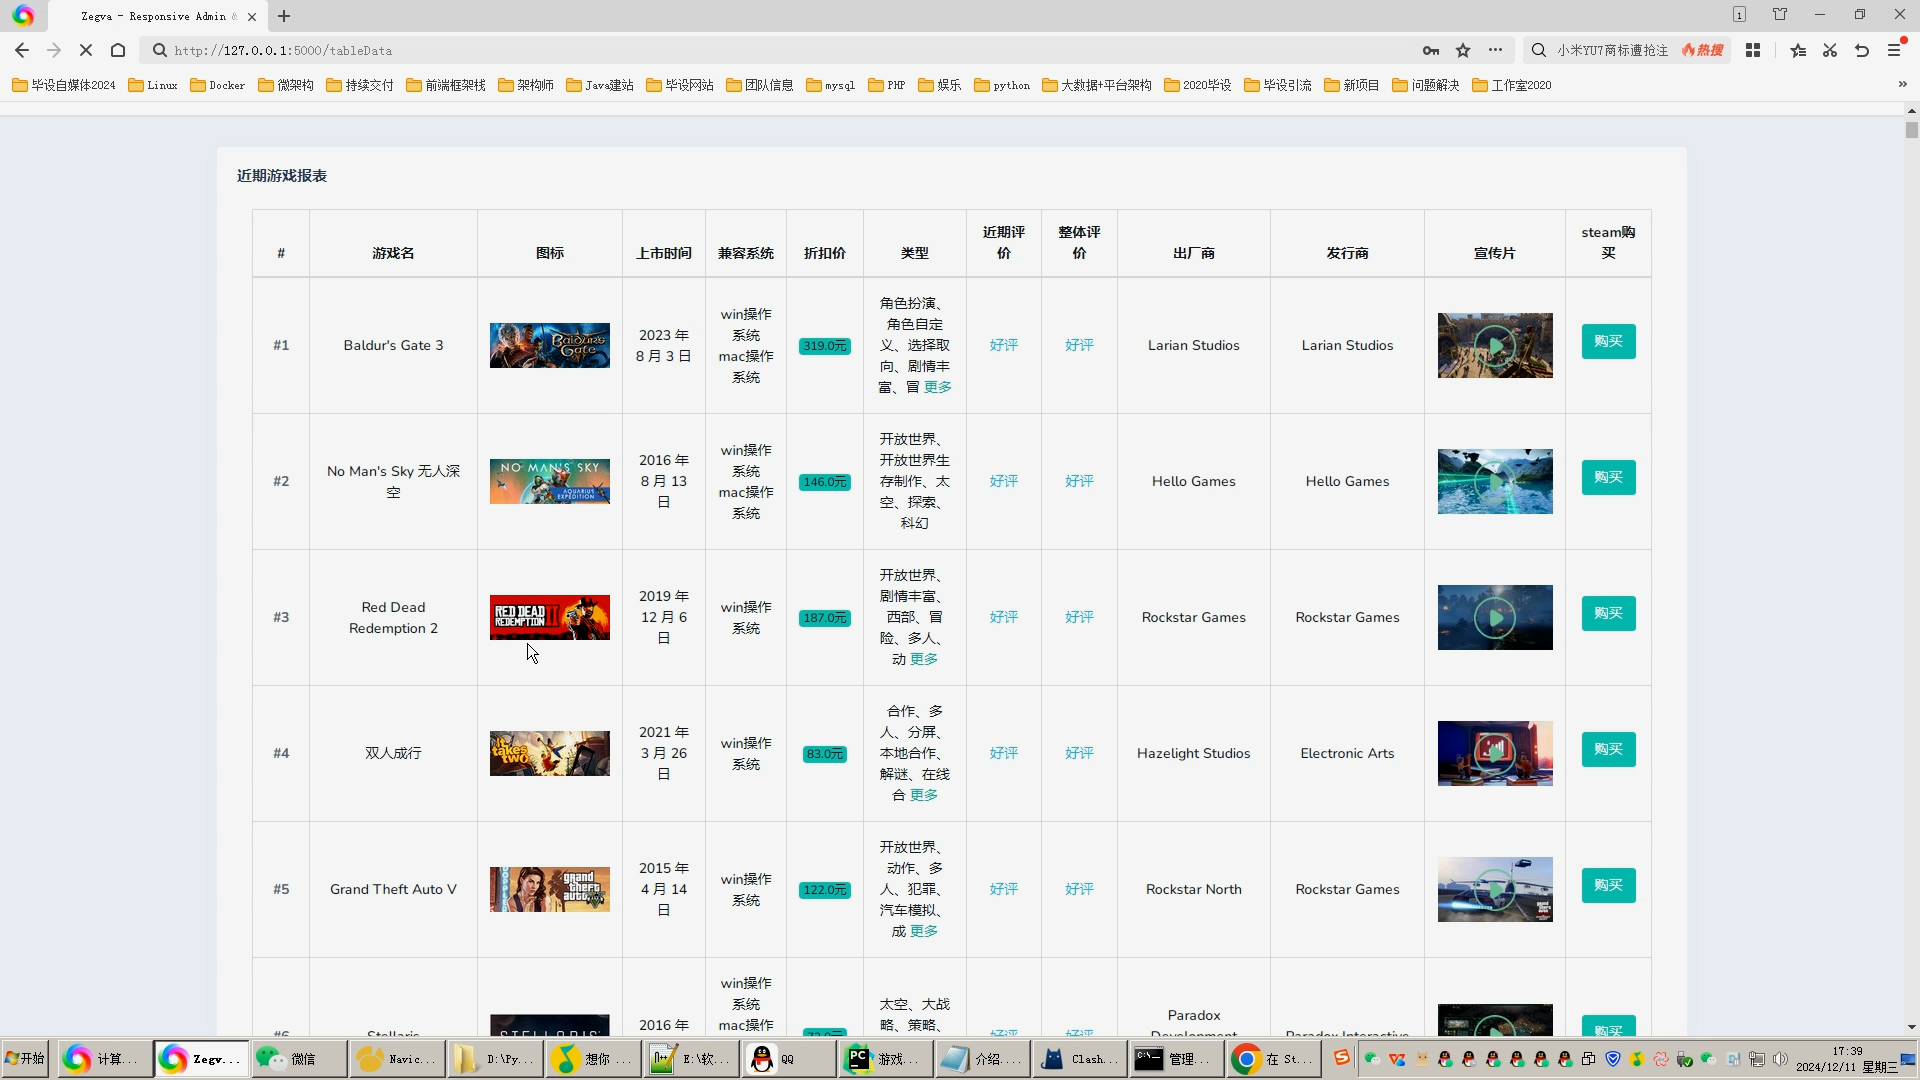 Zegva - Responsive Admin &
1
http://127.0.0.1:5000/tableData
小米YU7商标遭抢注
热搜
毕设自媒体2024
Linux
Docker
微架构
持续交付
前端框架栈
架构师
Java建站
毕设网站
团队信息
mysql
PHP
娱乐
python
大数据+平台架构
2020毕设
毕设引流
新项目
问题解决
工作室2020
近期游戏报表
#
游戏名
图标
上市时间
兼容系统
折扣价
类型
近期评
价
整体评
价
出厂商
发行商
宣传片
steam购
买
#1
Baldur's Gate 3
Baldur's
Gate
2023 年
8 月 3 日
win操作
系统
mac操作
系统
319.0元
角色扮演、
角色自定
义、选择取
向、剧情丰
富、冒 更多
好评
好评
Larian Studios
Larian Studios
购买
#2
No Man's Sky 无人深
空
NO MAN'S SKY
AQUARIUS
EXPEDITION
2016 年
8 月 13
日
win操作
系统
mac操作
系统
146.0元
开放世界、
开放世界生
存制作、太
空、探索、
科幻
好评
好评
Hello Games
Hello Games
购买
#3
Red Dead
Redemption 2
RED DEAD
REDEMPTION
II
2019 年
12 月 6
日
win操作
系统
187.0元
开放世界、
剧情丰富、
西部、冒
险、多人、
动 更多
好评
好评
Rockstar Games
Rockstar Games
购买
#4
双人成行
it
takes
two
2021 年
3 月 26
日
win操作
系统
83.0元
合作、多
人、分屏、
本地合作、
解谜、在线
合 更多
好评
好评
Hazelight Studios
Electronic Arts
购买
#5
Grand Theft Auto V
grand
theft
auto
V
2015 年
4 月 14
日
win操作
系统
122.0元
开放世界、
动作、多
人、犯罪、
汽车模拟、
成 更多
好评
好评
Rockstar North
Rockstar Games
购买
#6
Stellaris
STELLARIS
2016 年
win操作
系统
mac操作
72.0元
太空、大战
略、策略、
好评
好评
Paradox
Development
Paradox Interactive
购买
开始
计算...
Zegv...
微信
Navic...
D:\Py...
想你 ...
E:\软...
QQ
游戏...
介绍....
Clash...
管理...
在 St...
17:39
2024/12/11 星期三